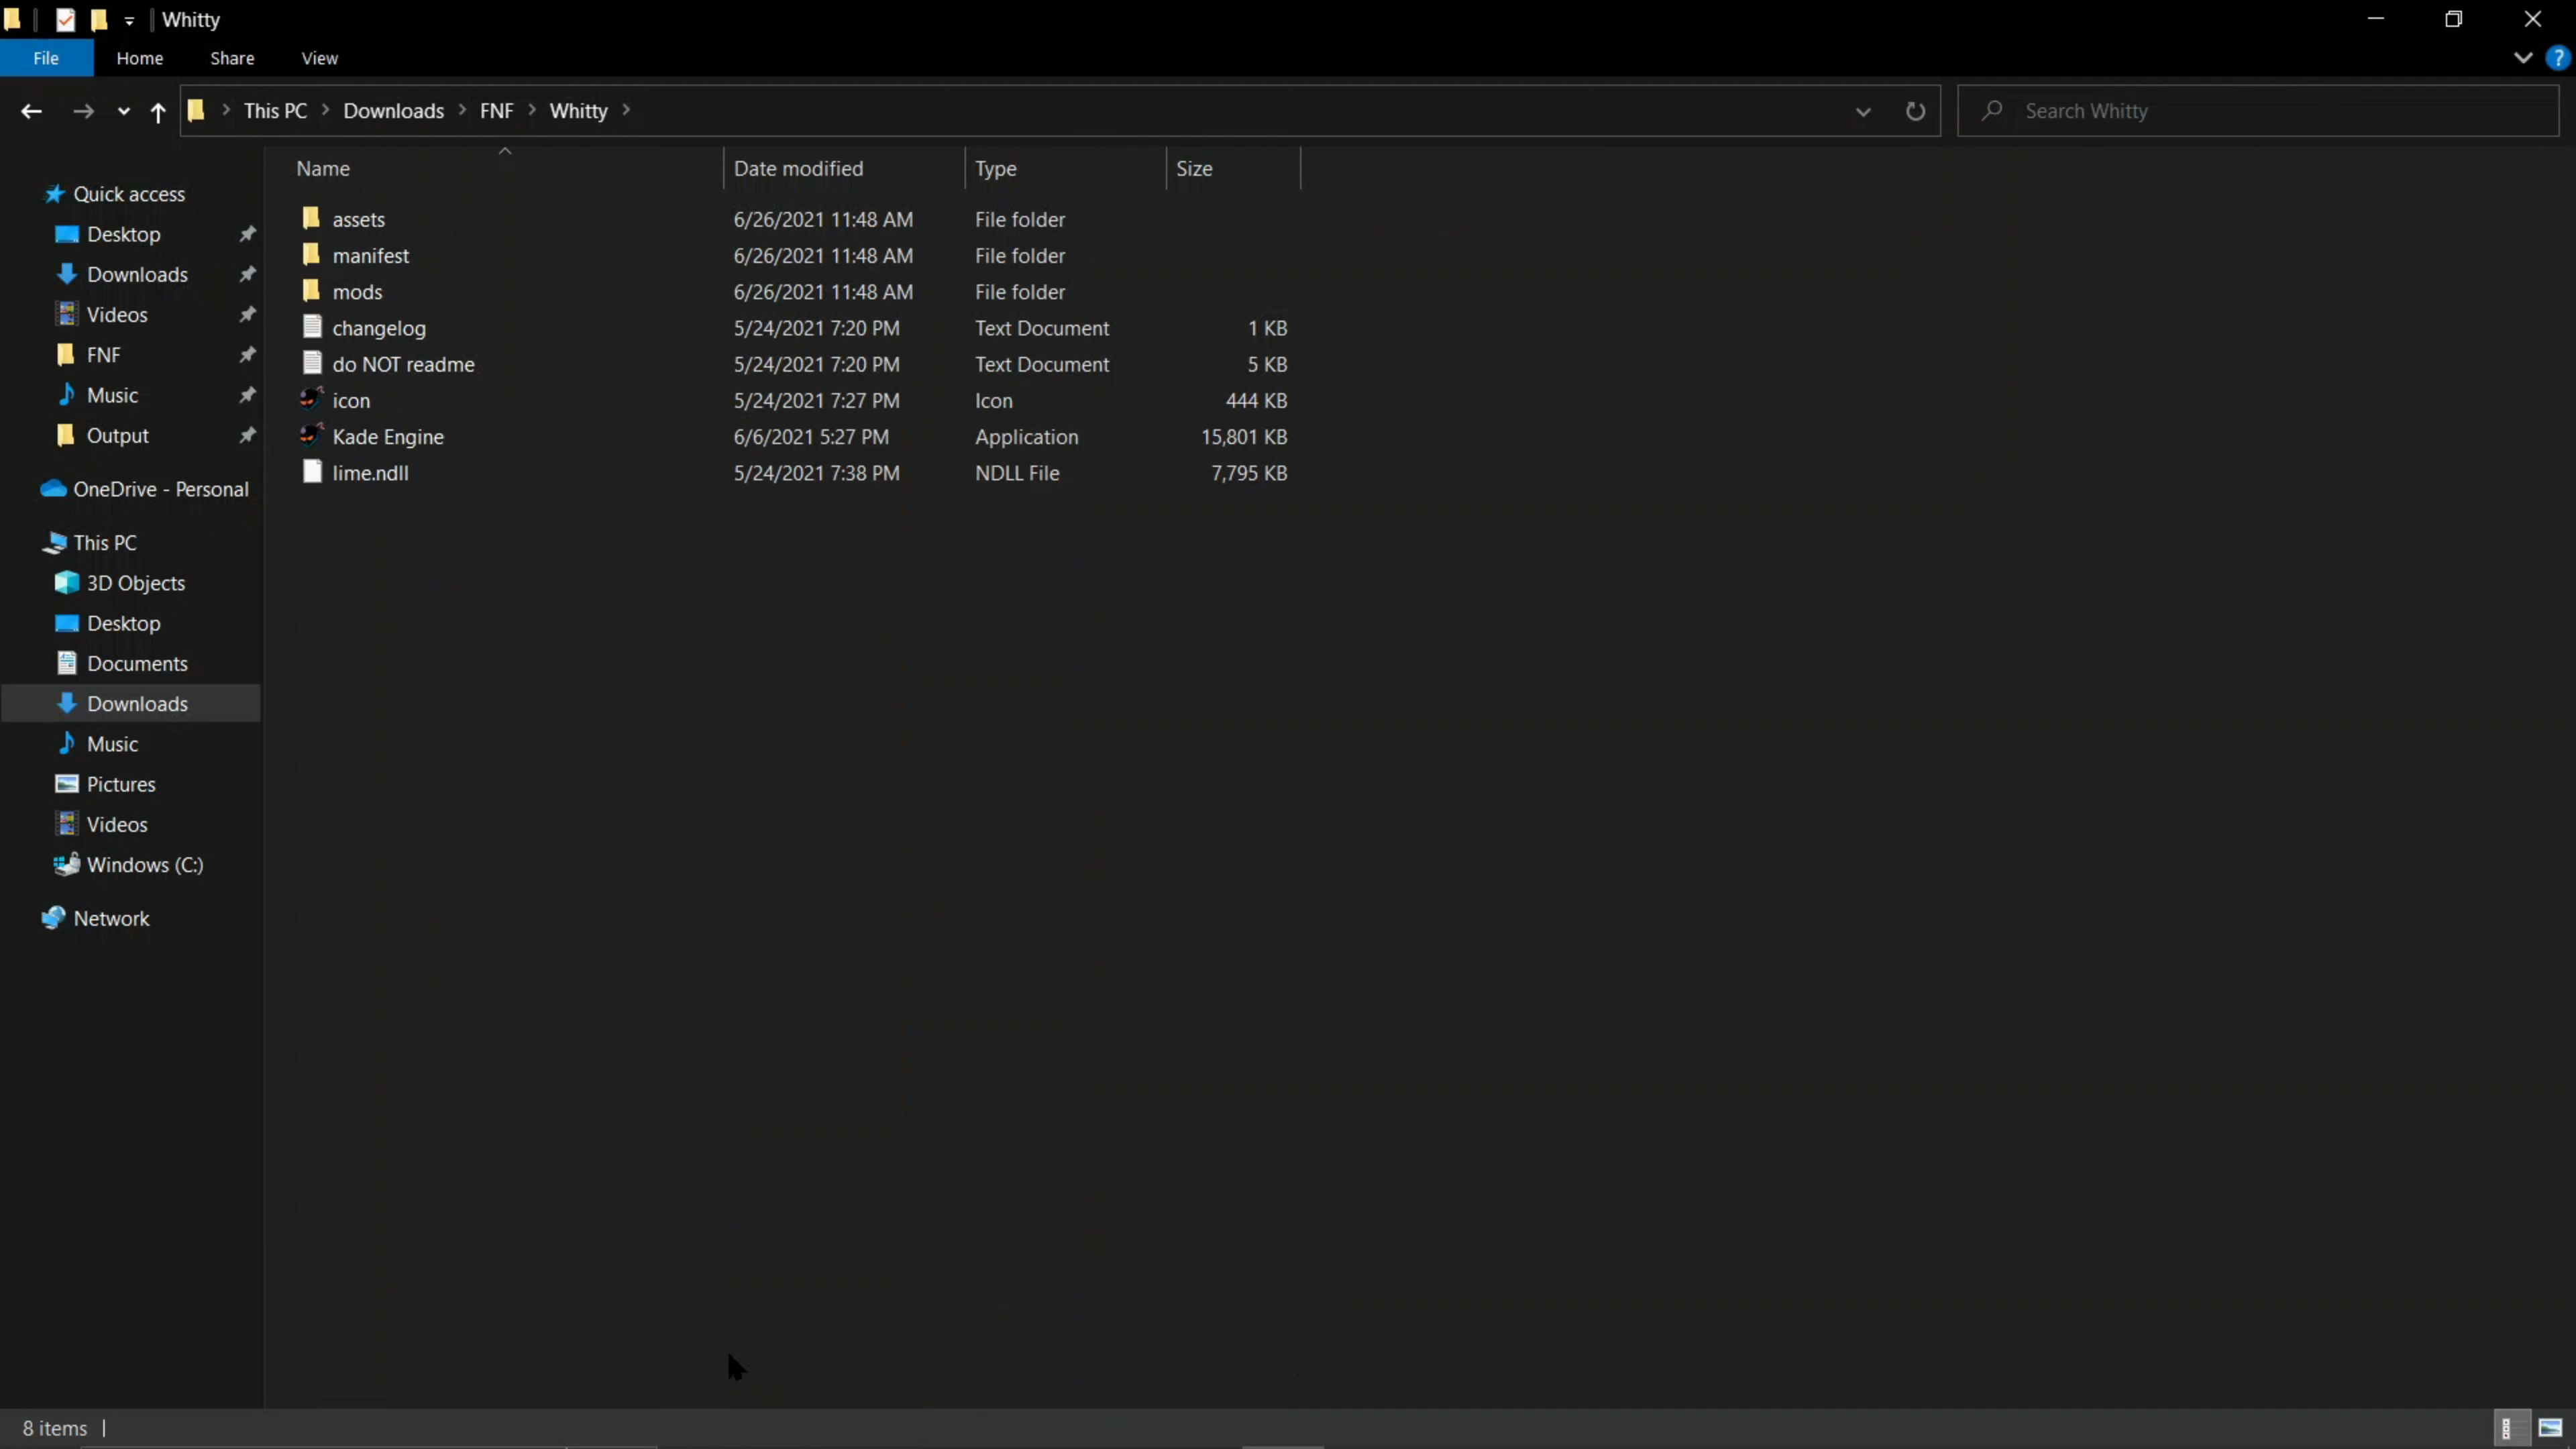 Whitty
File Home Share View
This PC Downloads FNF Whitty
Search Whitty
Name Date modified Type Size
Quick access
Desktop
Downloads
Videos
FNF
Music
Output
OneDrive - Personal
This PC
3D Objects
Desktop
Documents
Downloads
Music
Pictures
Videos
Windows (C:)
Network
assets 6/26/2021 11:48 AM File folder
manifest 6/26/2021 11:48 AM File folder
mods 6/26/2021 11:48 AM File folder
changelog 5/24/2021 7:20 PM Text Document 1 KB
do NOT readme 5/24/2021 7:20 PM Text Document 5 KB
icon 5/24/2021 7:27 PM Icon 444 KB
Kade Engine 6/6/2021 5:27 PM Application 15,801 KB
lime.ndll 5/24/2021 7:38 PM NDLL File 7,795 KB
8 items